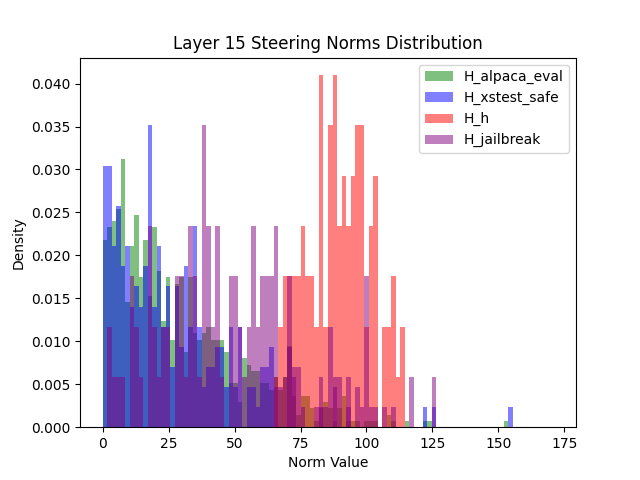 Layer 15 Steering Norms Distribution
H_alpaca_eval
H_xstest_safe
H_h
H_jailbreak
Density
0.040
0.035
0.030
0.025
0.020
0.015
0.010
0.005
0.000
0 25 50 75 100 125 150 175
Norm Value